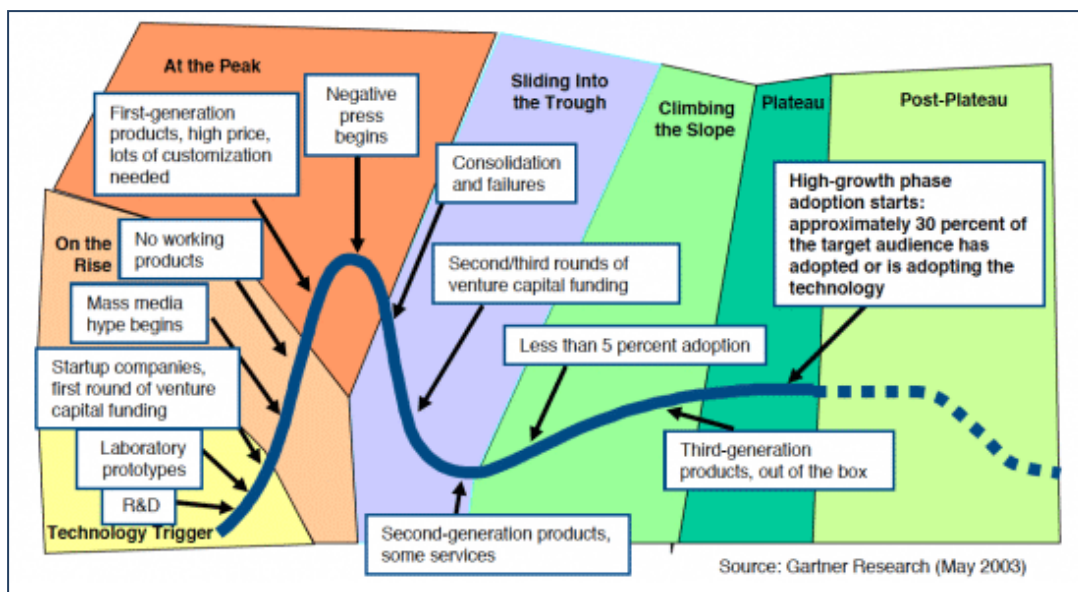 At the Peak
First-generation
products, high price,
lots of customization
needed
Negative
press
begins
Sliding Into
the Trough
Climbing
the Slope
Plateau
Post-Plateau
Consolidation
and failures
High-growth phase
adoption starts:
approximately 30 percent of
the target audience has
adopted or is adopting the
technology
On the
Rise
No working
products
Mass media
hype begins
Second/third rounds of
venture capital funding
Startup companies,
first round of venture
capital funding
Less than 5 percent adoption
Laboratory
prototypes
R&D
Technology Trigger
Third-generation
products, out of the box
Second-generation products,
some services
Source: Gartner Research (May 2003)